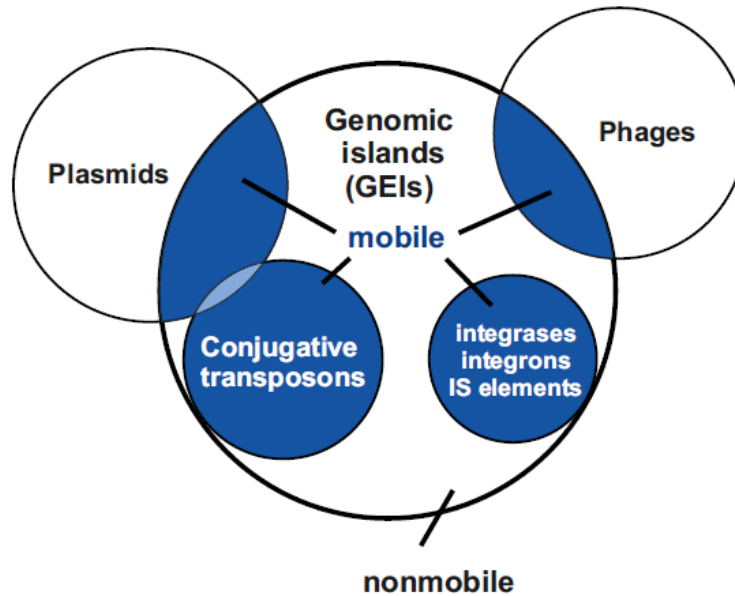 Genomic
islands
(GEIs)
Plasmids
Phages
mobile
Conjugative
transposons
integrases
integrons
IS elements
nonmobile